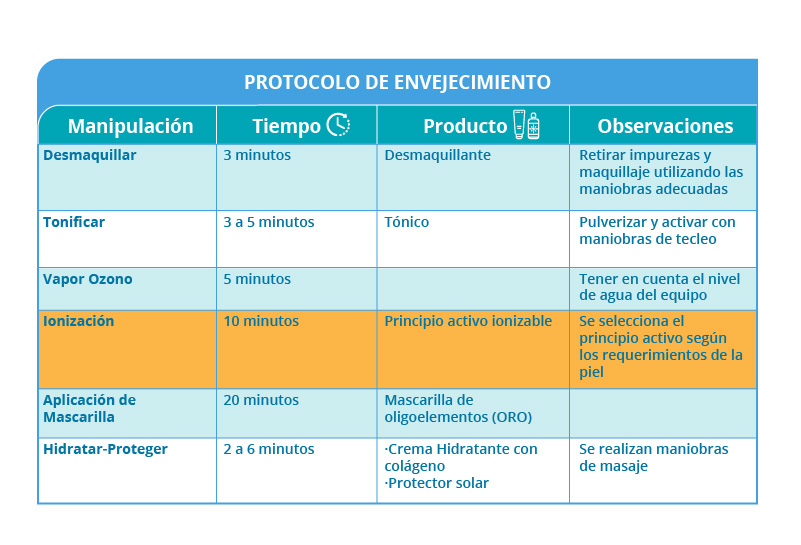 PROTOCOLO DE ENVEJECIMIENTO
Manipulación Tiempo Producto Observaciones
Desmaquillar 3 minutos Desmaquillante Retirar impurezas y
maquillaje utilizando las
maniobras adecuadas
Tonificar 3 a 5 minutos Tónico Pulverizar y activar con
maniobras de tecleo
Vapor Ozono 5 minutos Tener en cuenta el nivel
de agua del equipo
Ionización 10 minutos Principio activo ionizable Se selecciona el
principio activo según
los requerimientos de la
piel
Aplicación de 20 minutos Mascarilla de
Mascarilla oligoelementos (ORO)
Hidratar-Proteger 2 a 6 minutos ·Crema Hidratante con Se realizan maniobras
colágeno de masaje
·Protector solar